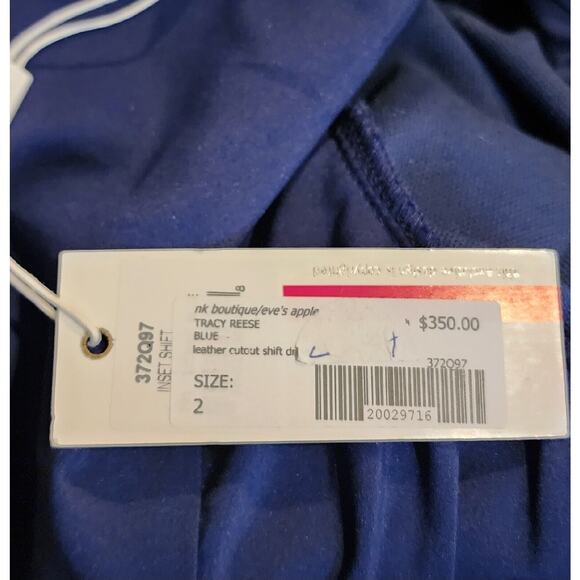 372Q97
INSET SHIFT
8
nk boutique/eve's apple
TRACY REESE
BLUE
leather cutout shift
$350.00
372Q97
SIZE:
2
20029716